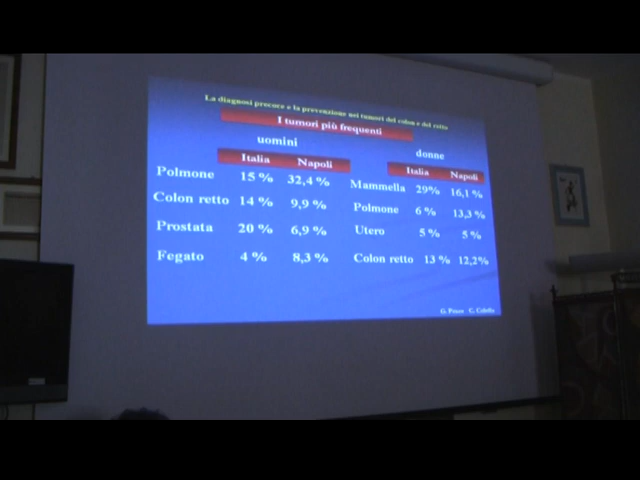 La diagnosi precoce e la prevenzione nei tumori del colon e del retto
I tumori più frequenti
uomini
Italia Napoli
Polmone 15 % 32,4 %
Colon retto 14 % 9,9 %
Prostata 20 % 6,9 %
Fegato 4 % 8,3 %
donne
Italia Napoli
Mammella 29% 16,1 %
Polmone 6 % 13,3 %
Utero 5 % 5 %
Colon retto 13 % 12,2%